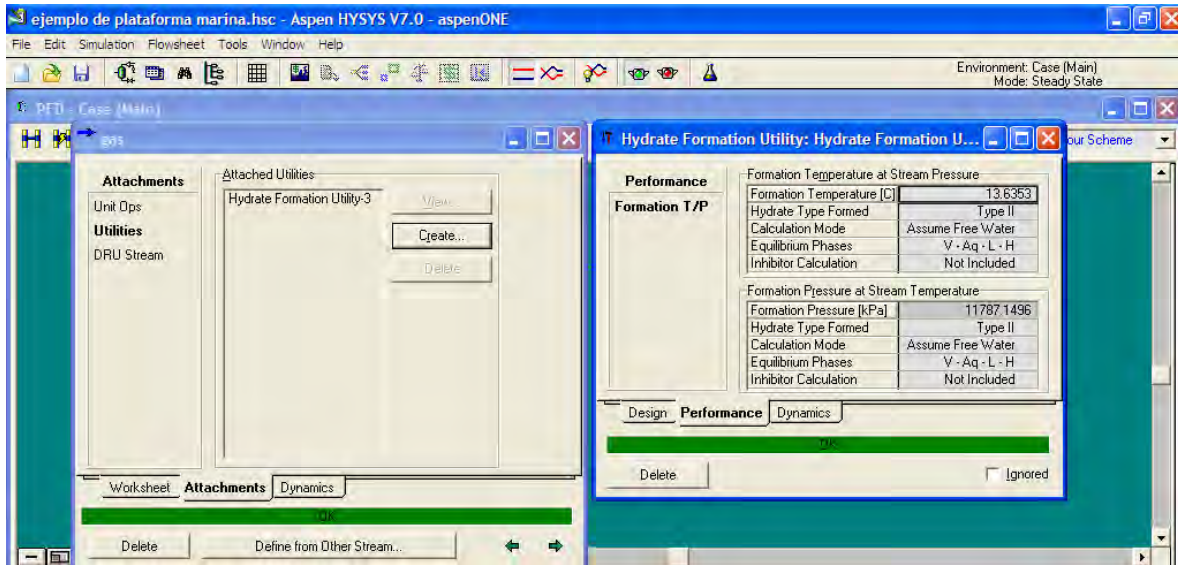 ejemplo de plataforma marina.hsc - Aspen HYSYS V7.0 - aspenONE
File Edit Simulation Flowsheet Tools Window Help
Environment: Case (Main)
Mode: Steady State
PFD - Case (Main)
our Scheme
gas
Attachments
Unit Ops
Utilities
DRU Stream
Attached Utilities
Hydrate Formation Utility-3
View...
Create...
Delete
Worksheet Attachments Dynamics
OK
Delete Define from Other Stream...
Hydrate Formation Utility: Hydrate Formation U...
Performance
Formation T/P
Formation Temperature at Stream Pressure
Formation Temperature [C] 13.6353
Hydrate Type Formed Type II
Calculation Mode Assume Free Water
Equilibrium Phases V - Aq - L - H
Inhibitor Calculation Not Included
Formation Pressure at Stream Temperature
Formation Pressure [kPa] 11787.1496
Hydrate Type Formed Type II
Calculation Mode Assume Free Water
Equilibrium Phases V - Aq - L - H
Inhibitor Calculation Not Included
Design Performance Dynamics
OK
Delete Ignored